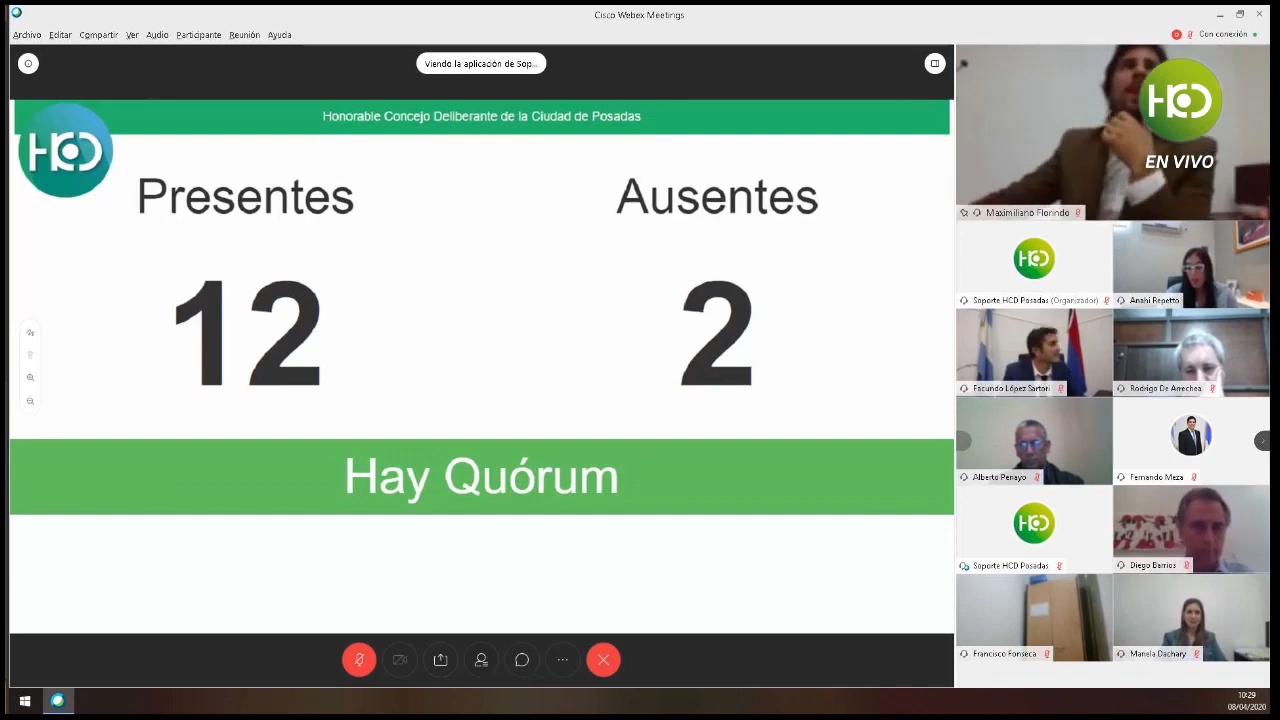 Cisco Webex Meetings
Archivo Editar Compartir Ver Audio Participante Reunión Ayuda
Con conexión
Viendo la aplicación de Sop...
Honorable Concejo Deliberante de la Ciudad de Posadas
HCD
HCD
EN VIVO
Presentes
Ausentes
12
2
Hay Quórum
Maximiliano Florindo
HCD
Soporte HCD Posadas (Organizador)
Anahi Repetto
Facundo López Sartori
Rodrigo De Arrechea
Alberto Penayo
Fernando Meza
HCD
Soporte HCD Posadas
Diego Barrios
Francisco Fonseca
Mariela Dachary
10:29
08/04/2020